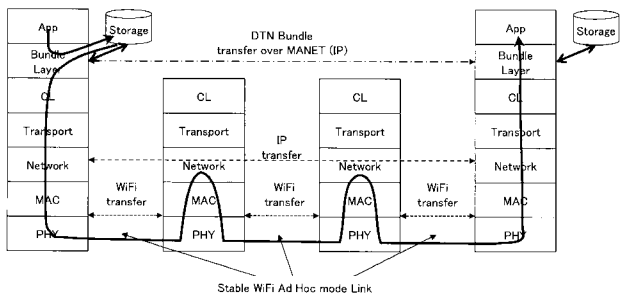 App
Storage
Bundle
Layer
CL
Transport
Network
MAC
PHY
DTN Bundle
transfer over MANET (IP)
App
Storage
Bundle
Layer
CL
Transport
Network
MAC
PHY
CL
Transport
Network
MAC
PHY
CL
Transport
Network
MAC
PHY
IP
transfer
WiFi
transfer
WiFi
transfer
WiFi
transfer
Stable WiFi Ad Hoc mode Link